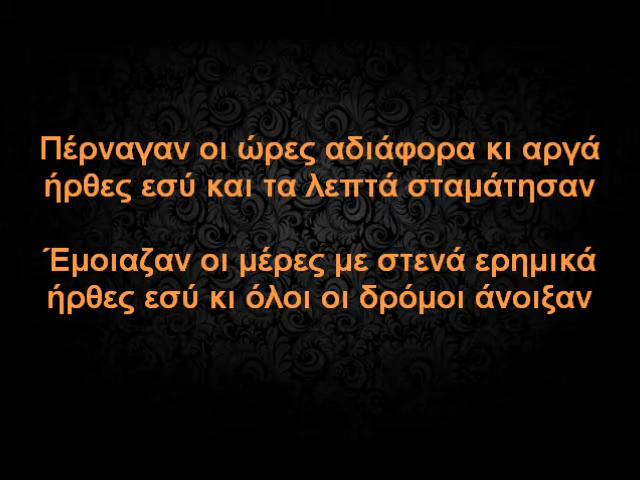 Πέρναγαν οι ώρες αδιάφορα κι αργά
ήρθες εσύ και τα λεπτά σταμάτησαν
Έμοιαζαν οι μέρες με στενά ερημικά
ήρθες εσύ κι όλοι οι δρόμοι άνοιξαν